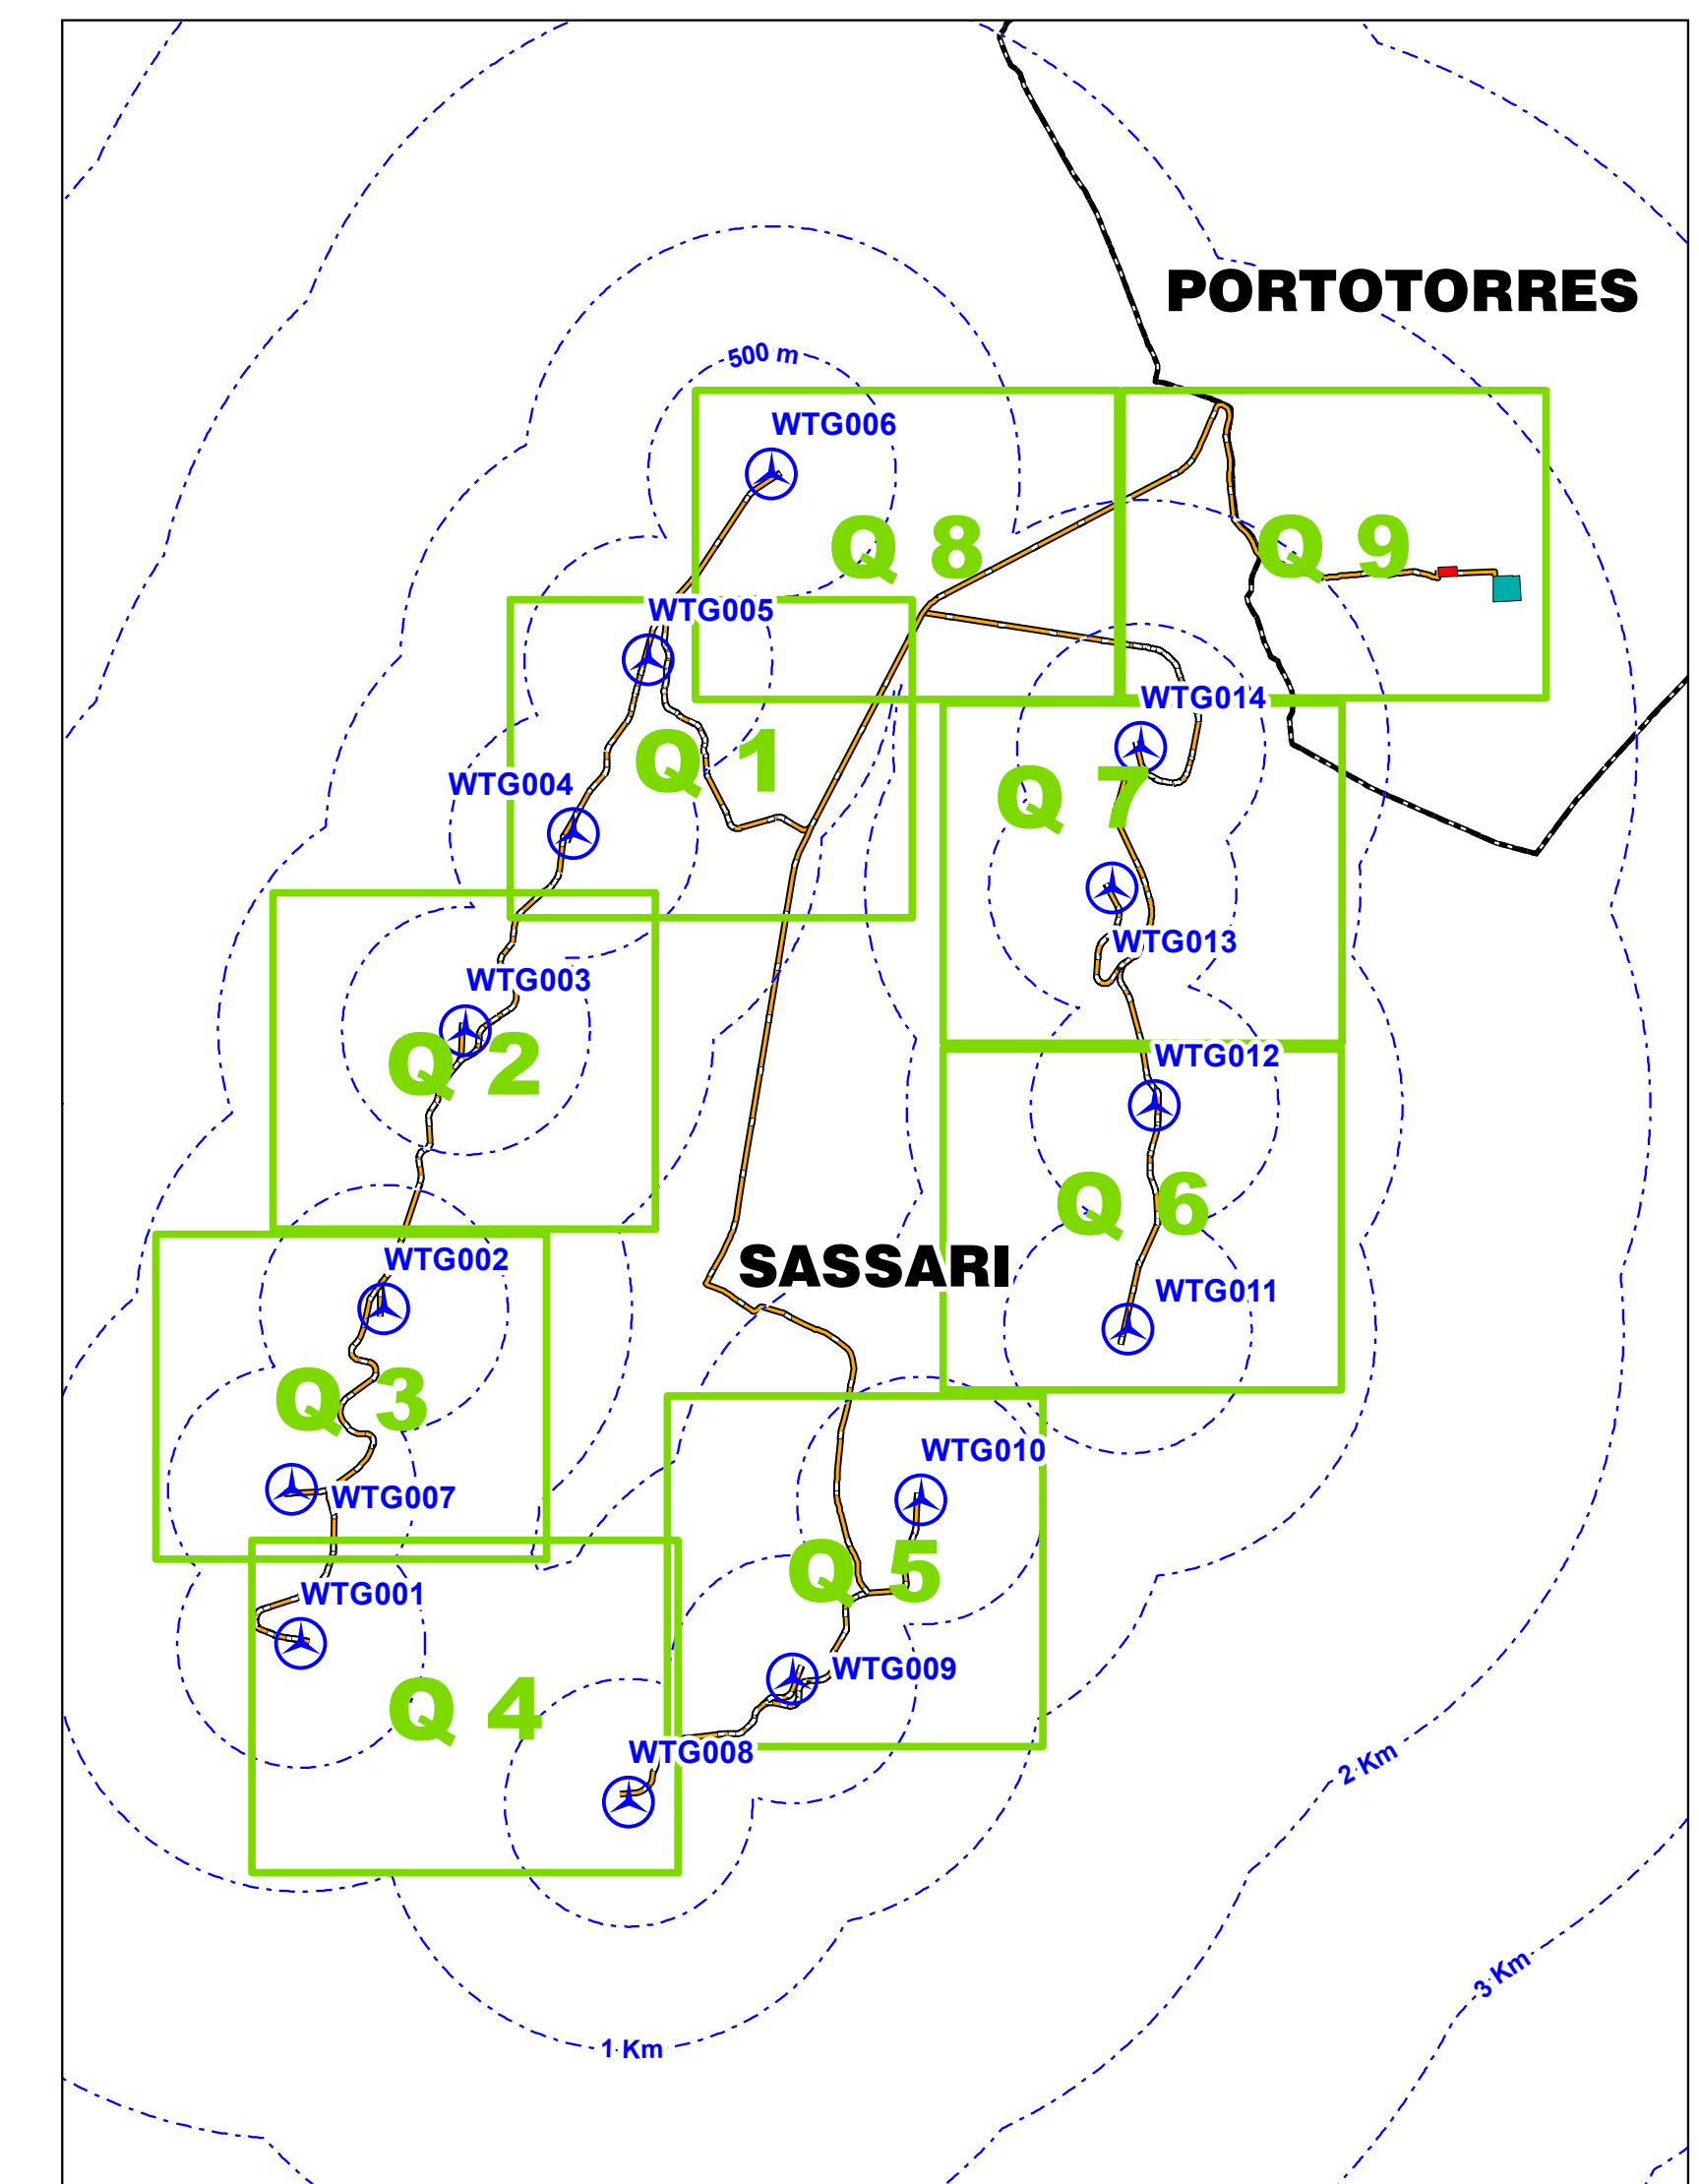 PORTOTORRES
500 m
WTG006
Q 8
Q 9
WTG005
WTG014
Q 1
WTG004
Q 7
WTG013
WTG003
Q 2
WTG012
Q 6
WTG002
SASSARI
WTG011
Q 3
WTG010
WTG007
Q 5
WTG001
WTG009
Q 4
WTG008
2 Km
3 Km
1 Km